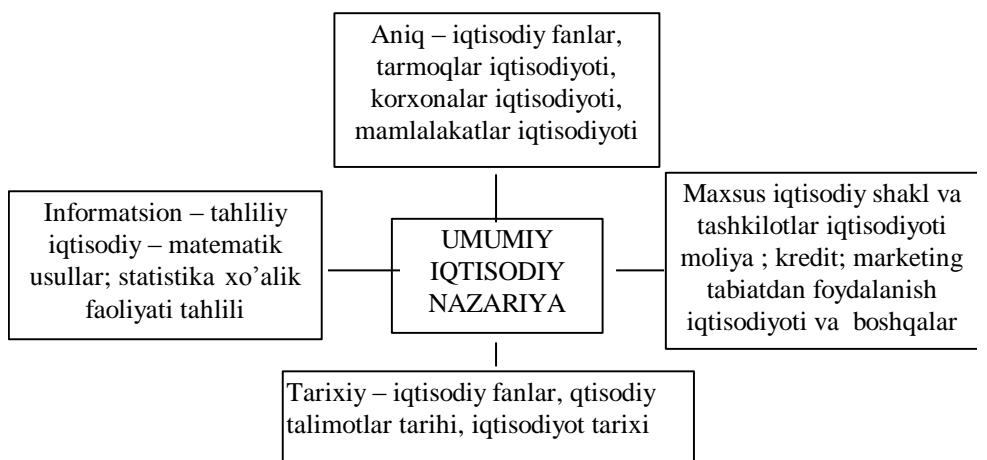 Aniq – iqtisodiy fanlar,
tarmoqlar iqtisodiyoti,
korxonalar iqtisodiyoti,
mamlalakatlar iqtisodiyoti
Informatsion – tahliliy
iqtisodiy – matematik
usullar; statistika xo’alik
faoliyati tahlili
UMUMIY
IQTISODIY
NAZARIYA
Maxsus iqtisodiy shakl va
tashkilotlar iqtisodiyoti
moliya ; kredit; marketing
tabiatdan foydalanish
iqtisodiyoti va boshqalar
Tarixiy – iqtisodiy fanlar, qtisodiy
talimotlar tarihi, iqtisodiyot tarixi